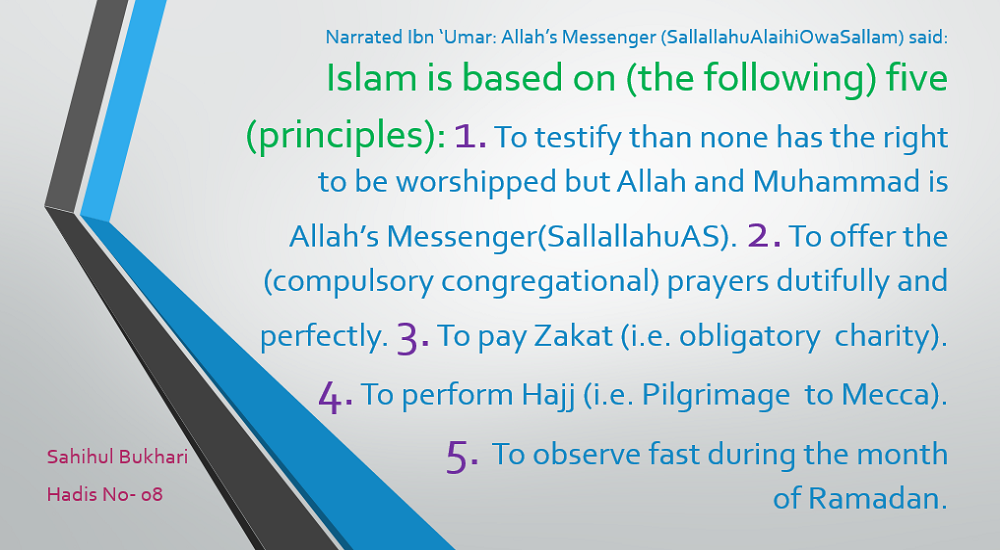 Narrated Ibn ‘Umar: Allah’s Messenger (SallallahuAlaihiOwaSallam) said:
Islam is based on (the following) five
(principles): 1. To testify than none has the right
to be worshipped but Allah and Muhammad is
Allah’s Messenger(SallallahuAS). 2. To offer the
(compulsory congregational) prayers dutifully and
perfectly. 3. To pay Zakat (i.e. obligatory charity).
4. To perform Hajj (i.e. Pilgrimage to Mecca).
5. To observe fast during the month
of Ramadan.
Sahihul Bukhari
Hadis No- 08